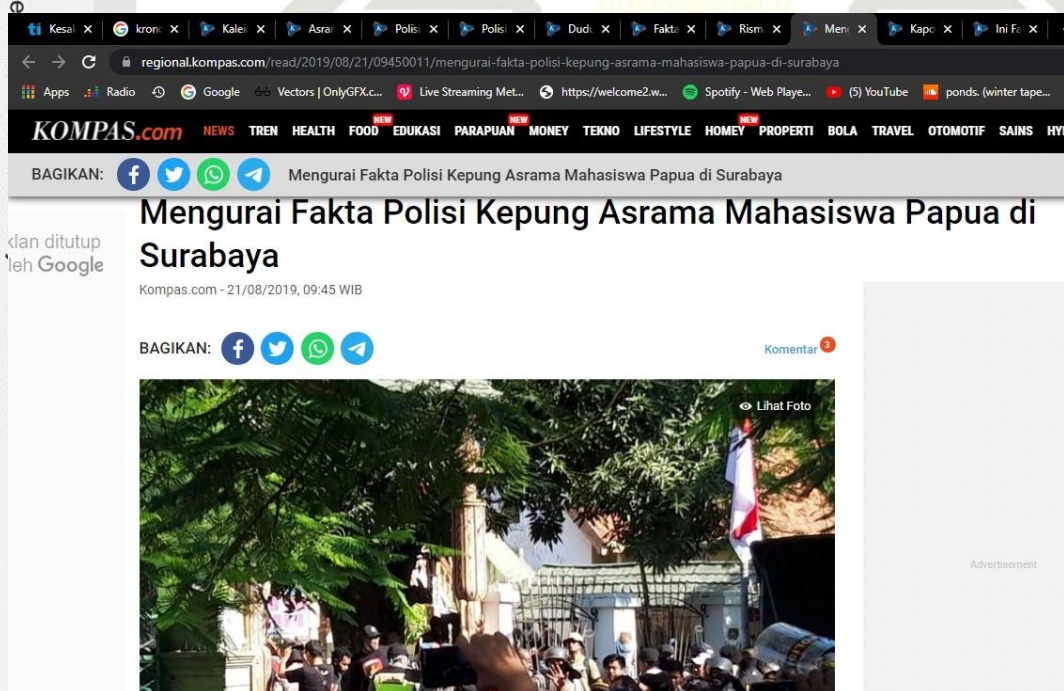 Kesal
kron
Kalei
Asran
Polisi
Polisi
Dudu
Fakta
Rism
Meng
Kapo
Ini Fa
regional.kompas.com/read/2019/08/21/09450011/mengurai-fakta-polisi-kepung-asrama-mahasiswa-papua-di-surabaya
Apps Radio Google Vectors | OnlyGFX.c... Live Streaming Met... https://welcome2.w... Spotify - Web Playe... (5) YouTube ponds. (winter tape...
KOMPAS.com NEWS TREN HEALTH FOOD NEW EDUKASI PARAPUAN NEW MONEY TEKNO LIFESTYLE HOMEY NEW PROPERTI BOLA TRAVEL OTOMOTIF SAINS HY
BAGIKAN: Mengurai Fakta Polisi Kepung Asrama Mahasiswa Papua di Surabaya
Mengurai Fakta Polisi Kepung Asrama Mahasiswa Papua di
Surabaya
klan ditutup
leh Google
Kompas.com - 21/08/2019, 09:45 WIB
BAGIKAN:
Komentar 3
Lihat Foto
Advertisement